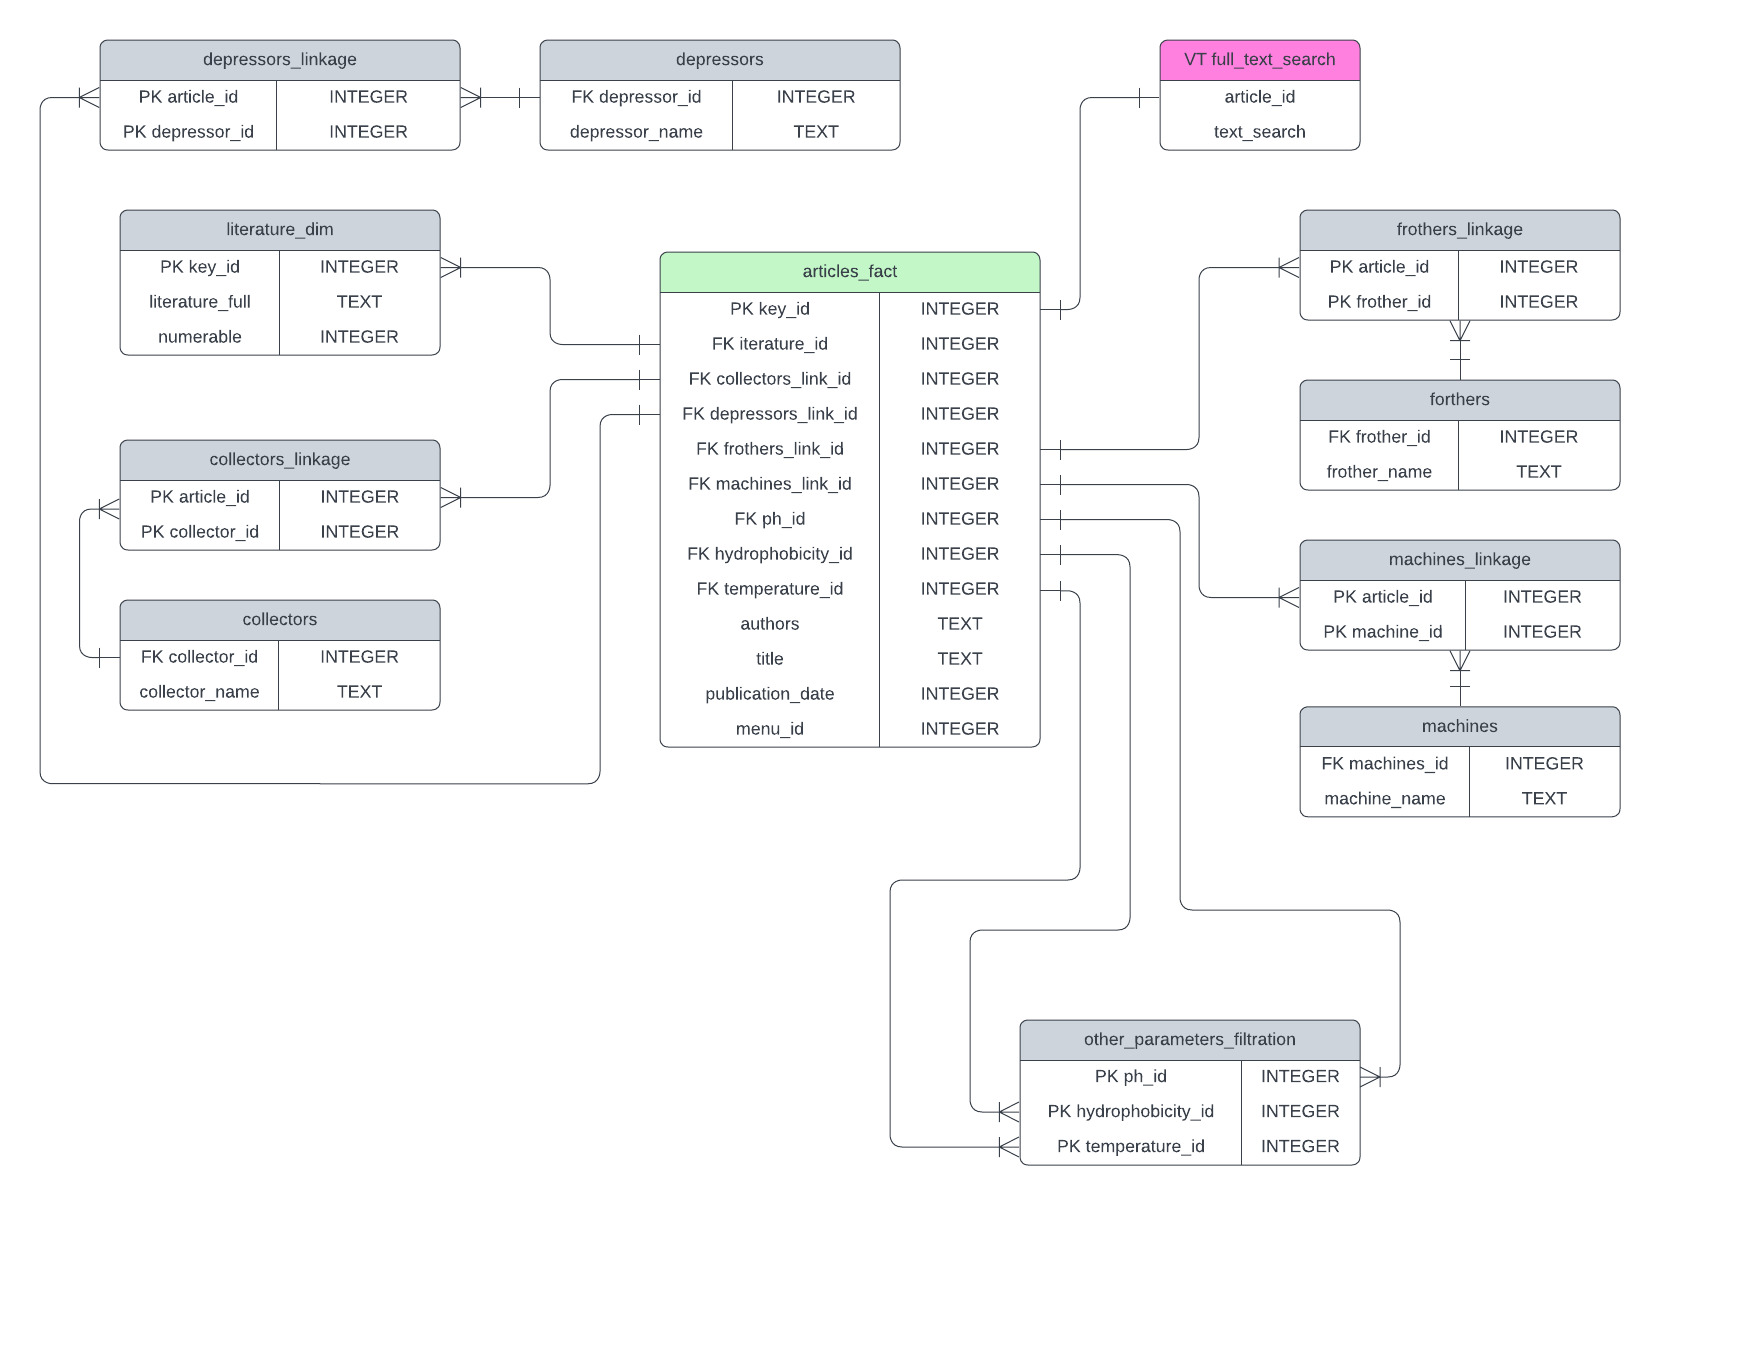 depressors_linkage
PK article_id INTEGER
PK depressor_id INTEGER
depressors
FK depressor_id INTEGER
depressor_name TEXT
VT full_text_search
article_id
text_search
literature_dim
PK key_id INTEGER
literature_full TEXT
numerable INTEGER
articles_fact
PK key_id INTEGER
FK iterature_id INTEGER
FK collectors_link_id INTEGER
FK depressors_link_id INTEGER
FK frothers_link_id INTEGER
FK machines_link_id INTEGER
FK ph_id INTEGER
FK hydrophobicity_id INTEGER
FK temperature_id INTEGER
authors TEXT
title TEXT
publication_date INTEGER
menu_id INTEGER
frothers_linkage
PK article_id INTEGER
PK frother_id INTEGER
forthers
FK frother_id INTEGER
frother_name TEXT
collectors_linkage
PK article_id INTEGER
PK collector_id INTEGER
collectors
FK collector_id INTEGER
collector_name TEXT
machines_linkage
PK article_id INTEGER
PK machine_id INTEGER
machines
FK machines_id INTEGER
machine_name TEXT
other_parameters_filtration
PK ph_id INTEGER
PK hydrophobicity_id INTEGER
PK temperature_id INTEGER